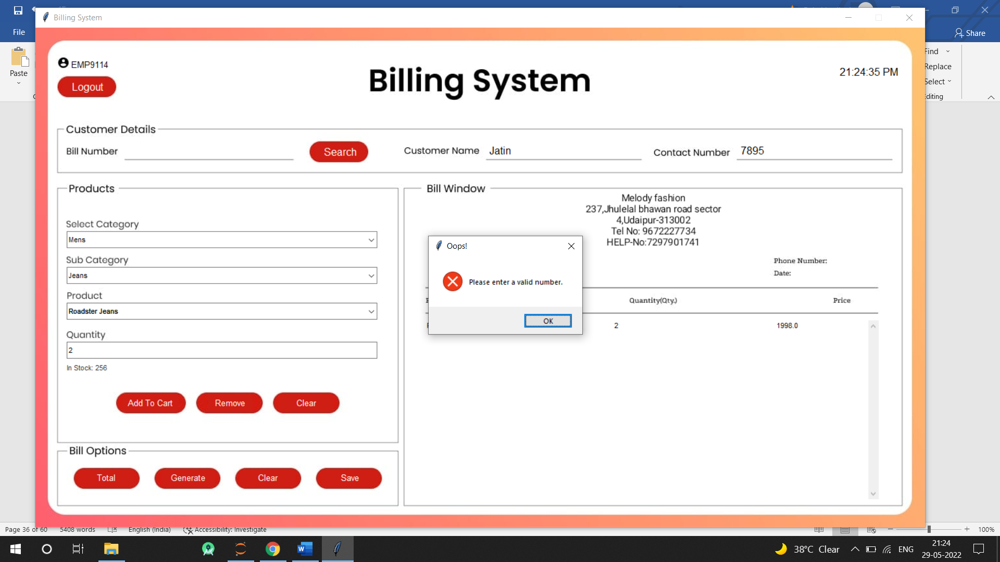 Billing System
File
Share
Paste
Find
Replace
Select
Editing
EMP9114
Logout
Billing System
21:24:35 PM
Customer Details
Bill Number
Search
Customer Name
Jatin
Contact Number
7895
Products
Select Category
Mens
Sub Category
Jeans
Product
Roadster Jeans
Quantity
2
In Stock: 256
Add To Cart
Remove
Clear
Bill Options
Total
Generate
Clear
Save
Bill Window
Melody fashion
237,Jhulelal bhawan road sector
4,Udaipur-313002
Tel No: 9672227734
HELP-No:7297901741
Phone Number:
Date:
Quantity(Qty.)
Price
2
1998.0
Oops!
Please enter a valid number.
OK
Page 36 of 60
5408 words
English (India)
Accessibility: Investigate
100%
38°C Clear
ENG
21:24
29-05-2022